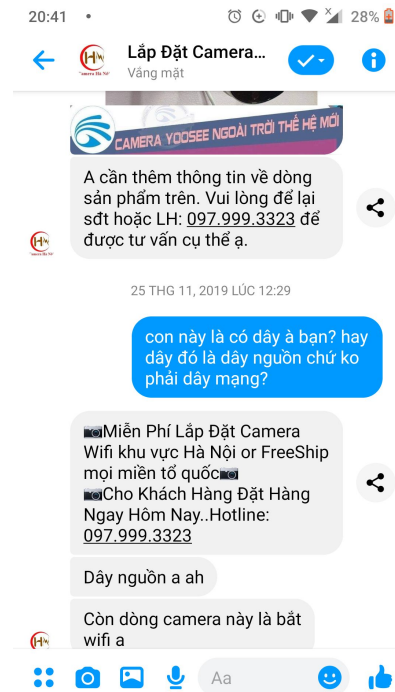 20:41
28%
Lắp Đặt Camera...
Vắng mặt
CAMERA YOOSEE NGOÀI TRỜI THẾ HỆ MỚI
A cần thêm thông tin về dòng
sản phẩm trên. Vui lòng để lại
sđt hoặc LH: 097.999.3323 để
được tư vấn cụ thể ạ.
25 THG 11, 2019 LÚC 12:29
con này là có dây à bạn? hay
dây đó là dây nguồn chứ ko
phải dây mạng?
📷Miễn Phí Lắp Đặt Camera
Wifi khu vực Hà Nội or FreeShip
mọi miền tổ quốc📷
📷Cho Khách Hàng Đặt Hàng
Ngay Hôm Nay..Hotline:
097.999.3323
Dây nguồn a ah
Còn dòng camera này là bắt
wifi a
Aa